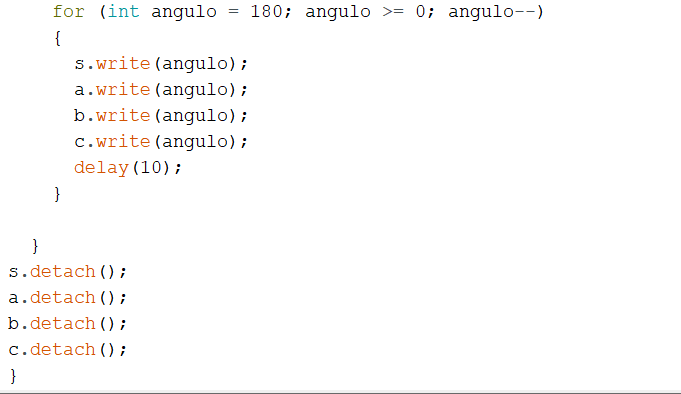 for (int angulo = 180; angulo >= 0; angulo--)
{
s.write(angulo);
a.write(angulo);
b.write(angulo);
c.write(angulo);
delay(10);
}
}
s.detach();
a.detach();
b.detach();
c.detach();
}